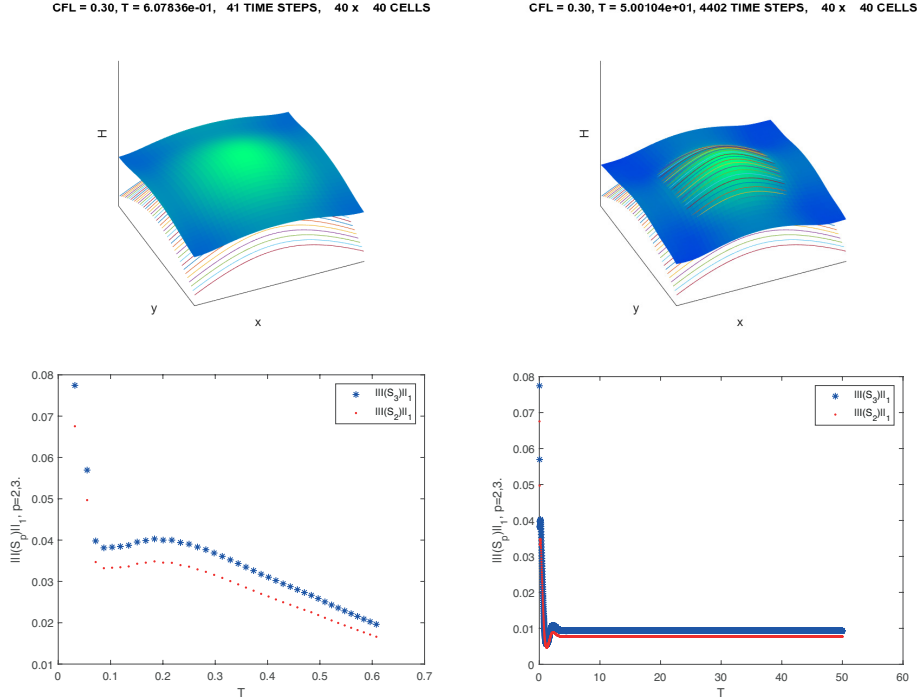 CFL = 0.30, T = 6.07836e-01, 41 TIME STEPS, 40 x 40 CELLS
H
y
x
CFL = 0.30, T = 5.00104e+01, 4402 TIME STEPS, 40 x 40 CELLS
H
y
x
0.08
0.07
0.06
0.05
0.04
0.03
0.02
0.01
0
0.1
0.2
0.3
0.4
0.5
0.6
0.7
T
|||(S_p)||_1, p=2,3.
|||(S_3)||_1
|||(S_2)||_1
0.08
0.07
0.06
0.05
0.04
0.03
0.02
0.01
0
0
10
20
30
40
50
60
T
|||(S_p)||_1, p=2,3.
|||(S_3)||_1
|||(S_2)||_1